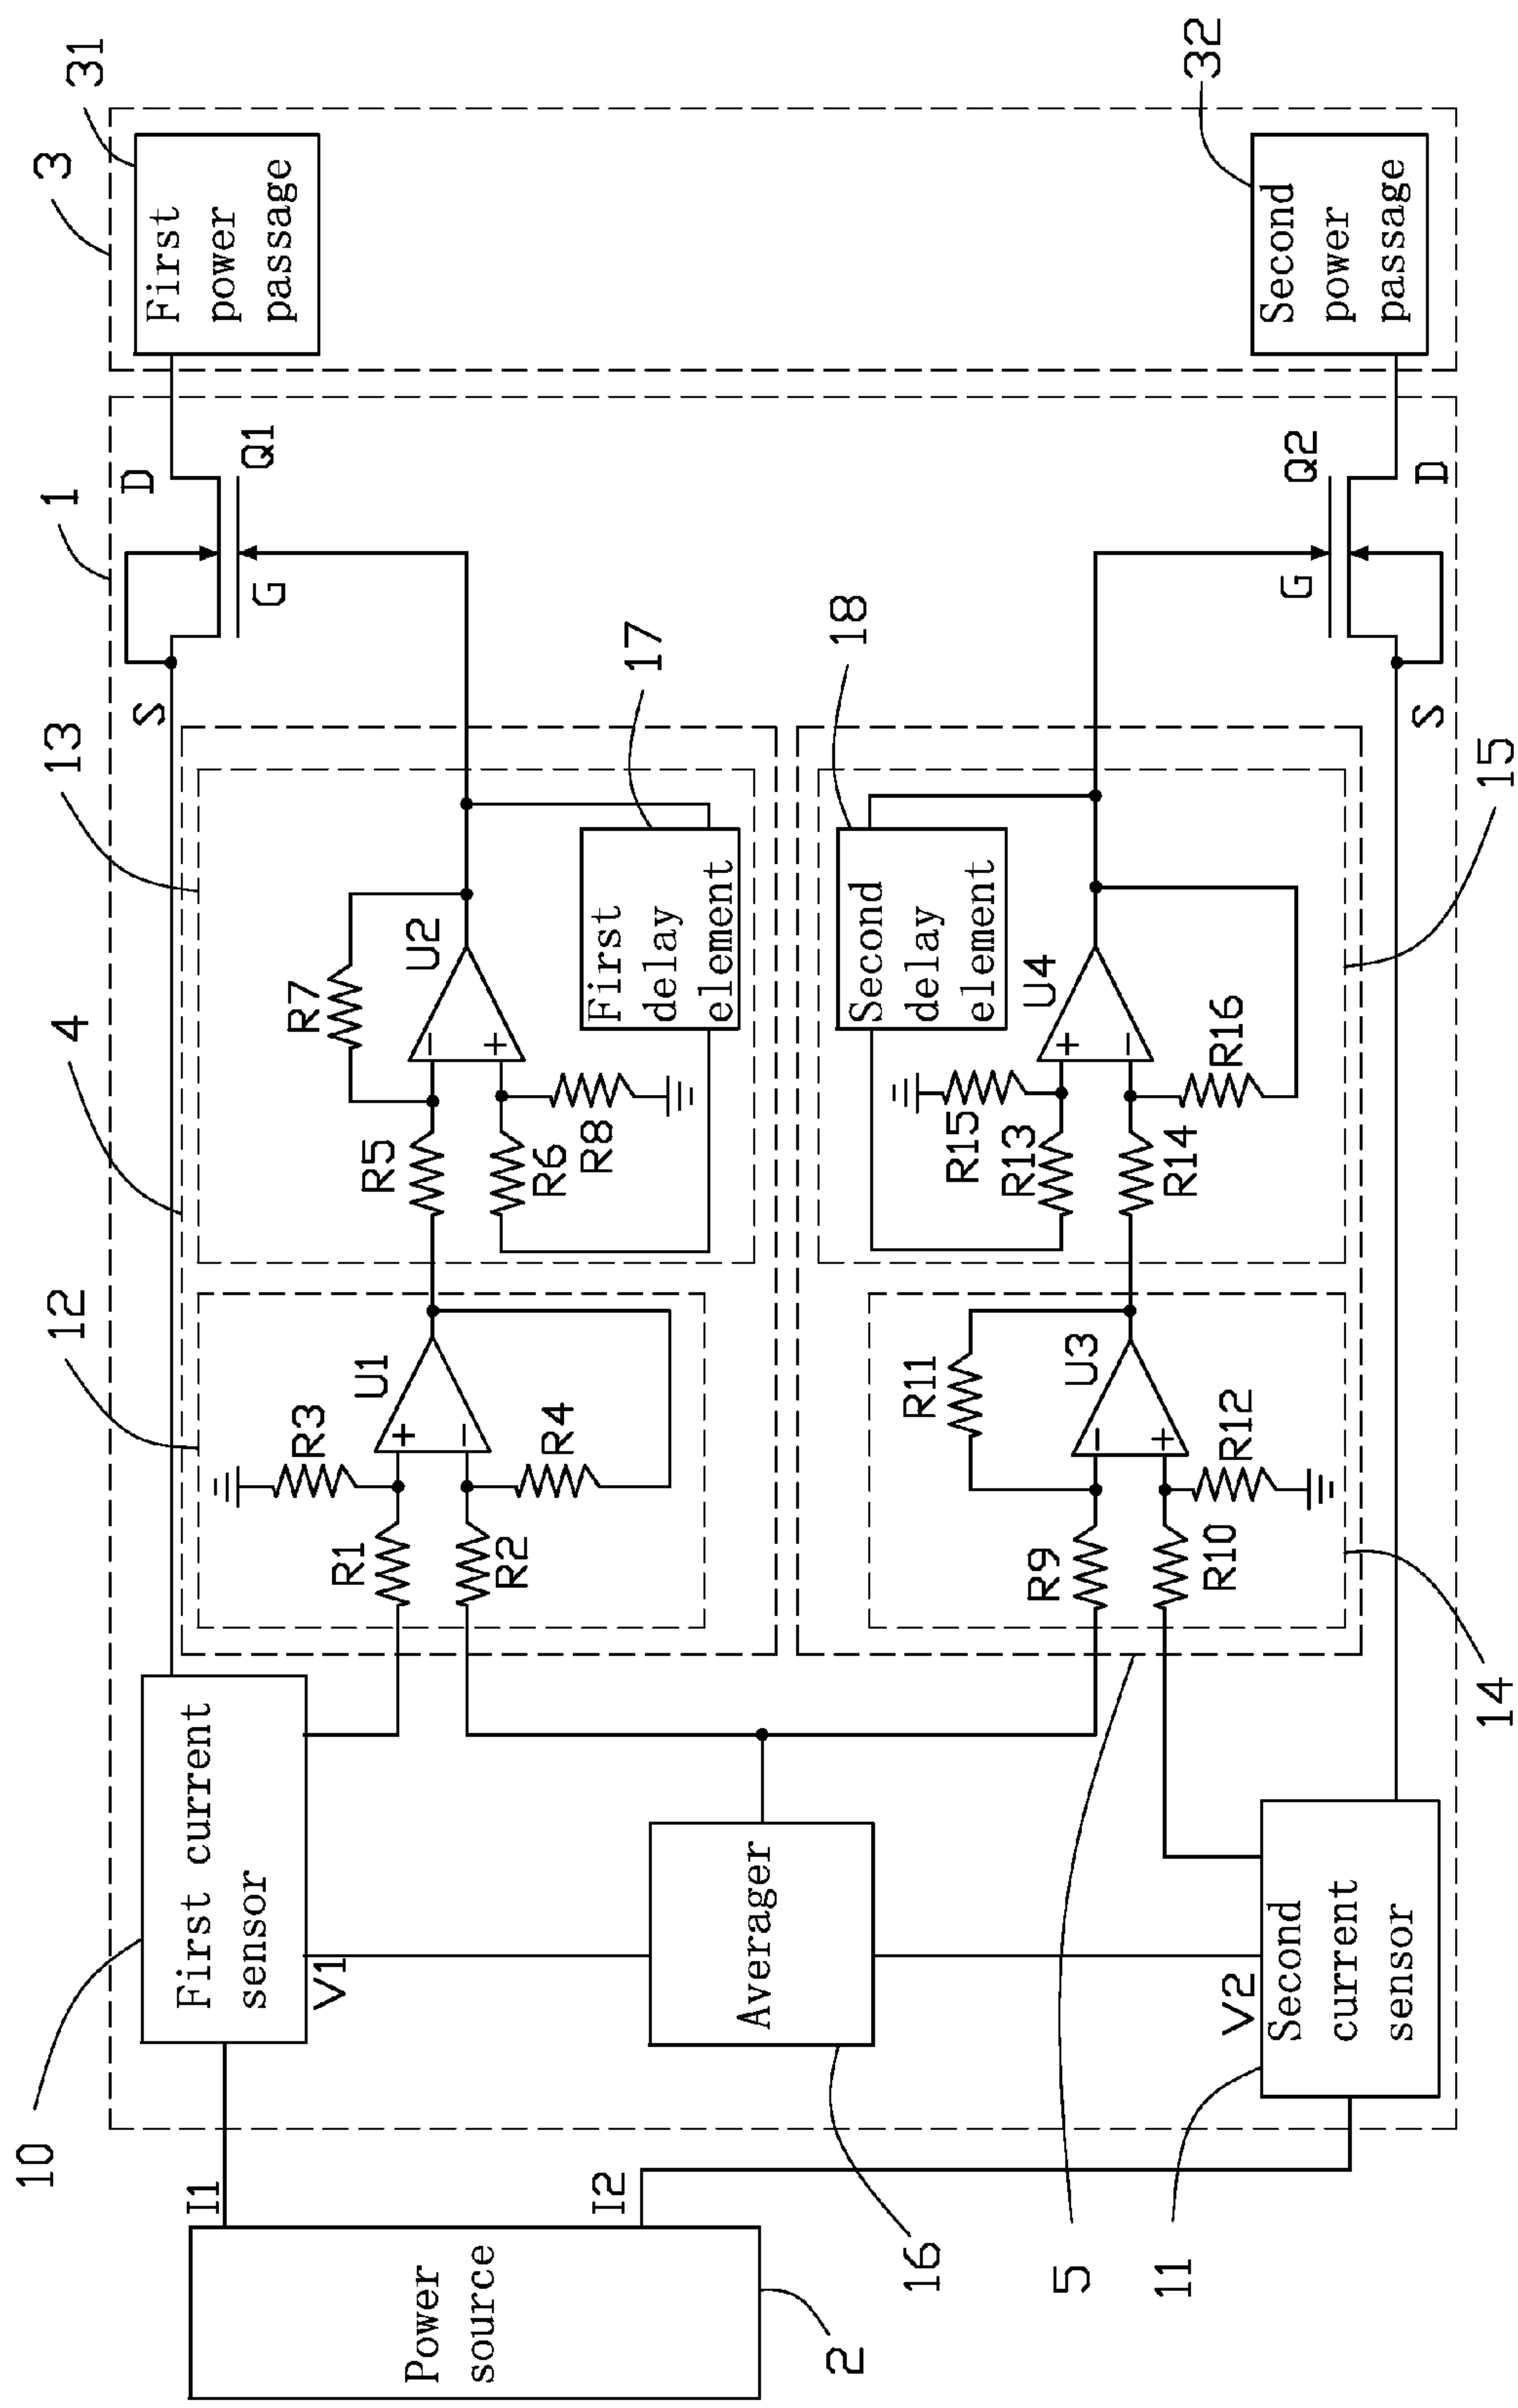 3
31
First
power
passage
32
Second
power
passage
1
D
Q1
G
S
Q2
D
G
S
13
17
18
15
4
R7
U2
First
delay
element
R5
R6
R8
Second
delay
element
U4
R15
R13
R14
R16
12
U1
R3
R4
R1
R2
R11
U3
R12
R9
R10
14
10
First current
sensor
V1
Averager
V2
Second
current
sensor
I1
I2
16
5
11
Power
source
2